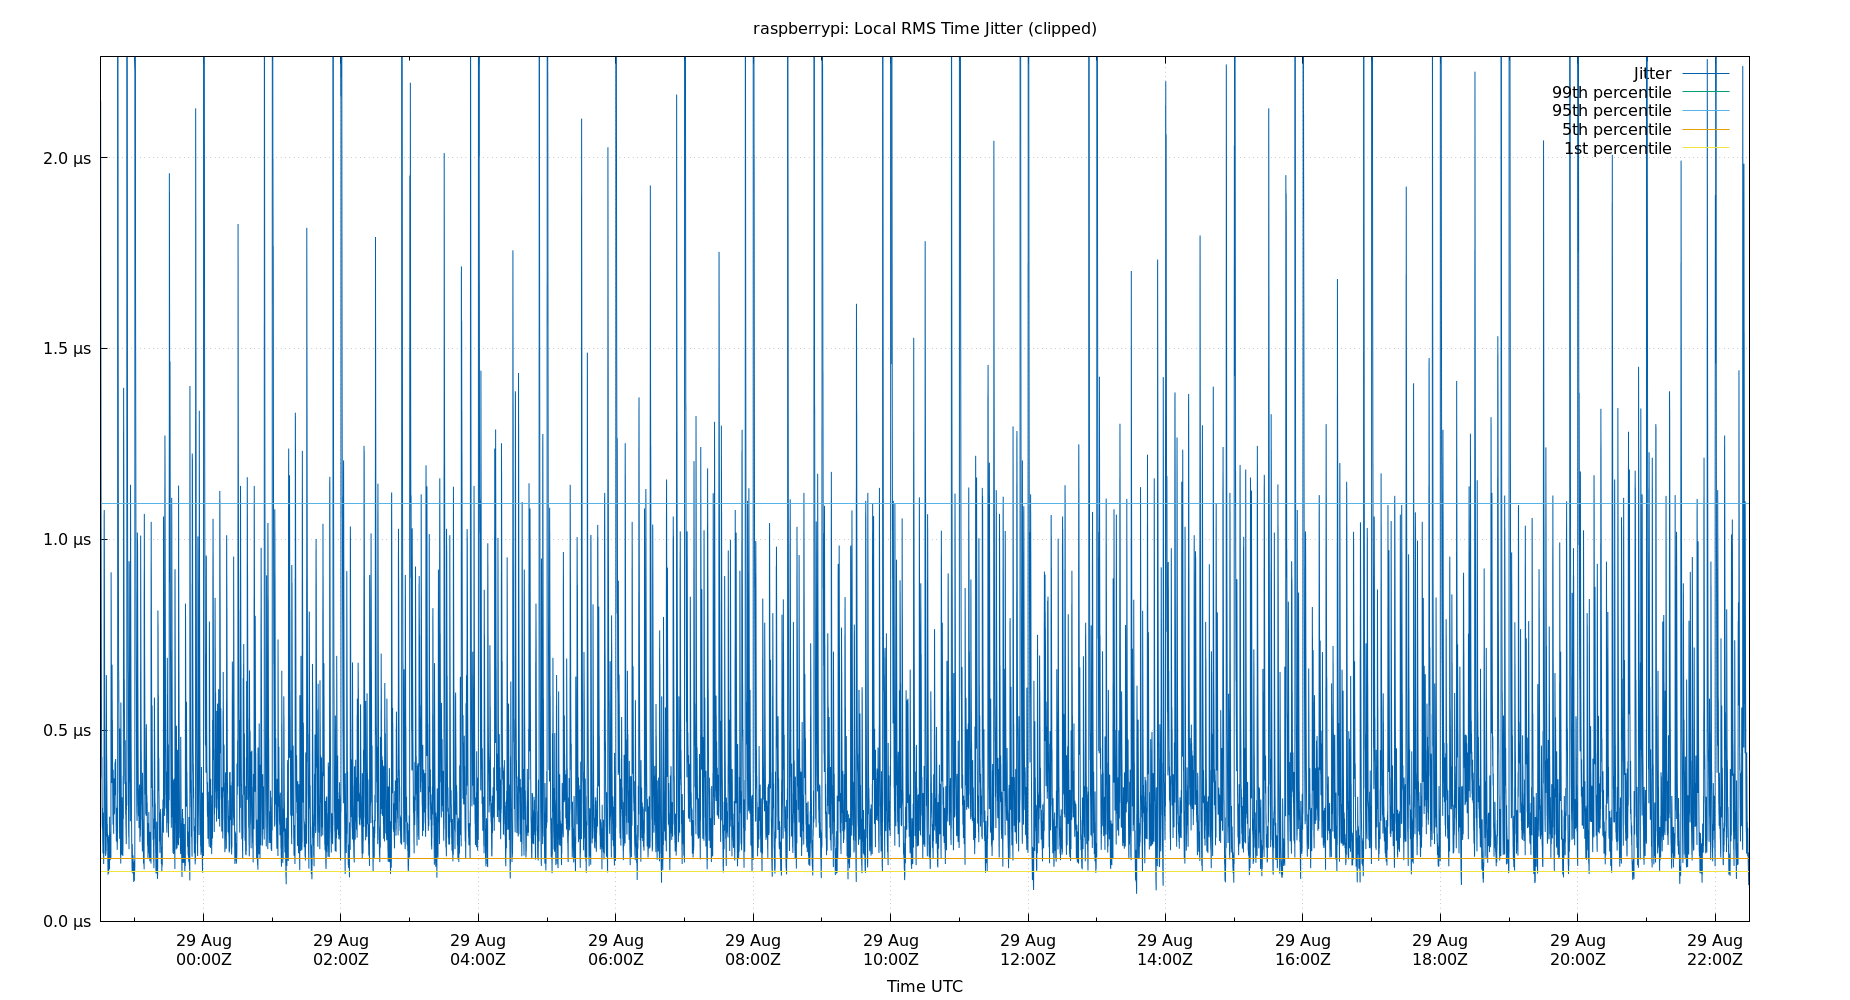 raspberrypi: Local RMS Time Jitter (clipped)
Jitter
99th percentile
95th percentile
5th percentile
1st percentile
2.0 µs
1.5 µs
1.0 µs
0.5 µs
0.0 µs
29 Aug 29 Aug 29 Aug 29 Aug 29 Aug 29 Aug 29 Aug 29 Aug 29 Aug 29 Aug 29 Aug 29 Aug
00:00Z 02:00Z 04:00Z 06:00Z 08:00Z 10:00Z 12:00Z 14:00Z 16:00Z 18:00Z 20:00Z 22:00Z
Time UTC